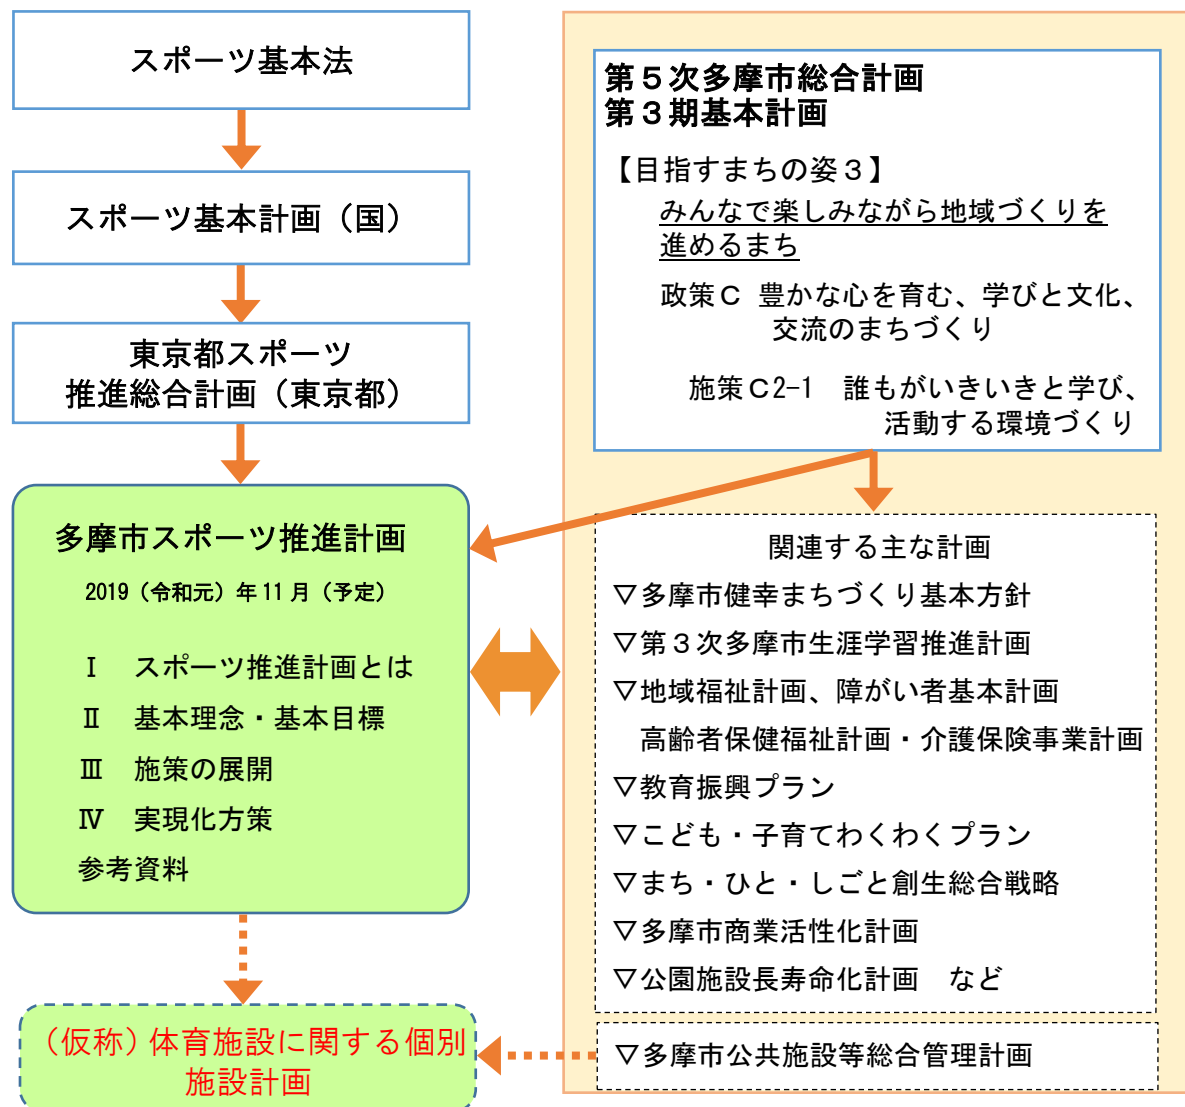 スポーツ基本法
スポーツ基本計画（国）
東京都スポーツ
推進総合計画（東京都）
多摩市スポーツ推進計画
2019（令和元）年11月（予定）
Ⅰ　スポーツ推進計画とは
Ⅱ　基本理念・基本目標
Ⅲ　施策の展開
Ⅳ　実現化方策
参考資料
（仮称）体育施設に関する個別
施設計画
第５次多摩市総合計画
第３期基本計画
【目指すまちの姿３】
みんなで楽しみながら地域づくりを
進めるまち
政策Ｃ 豊かな心を育む、学びと文化、
交流のまちづくり
施策Ｃ2-1　誰もがいきいきと学び、
活動する環境づくり
関連する主な計画
▽多摩市健幸まちづくり基本方針
▽第３次多摩市生涯学習推進計画
▽地域福祉計画、障がい者基本計画
高齢者保健福祉計画・介護保険事業計画
▽教育振興プラン
▽こども・子育てわくわくプラン
▽まち・ひと・しごと創生総合戦略
▽多摩市商業活性化計画
▽公園施設長寿命化計画　など
▽多摩市公共施設等総合管理計画